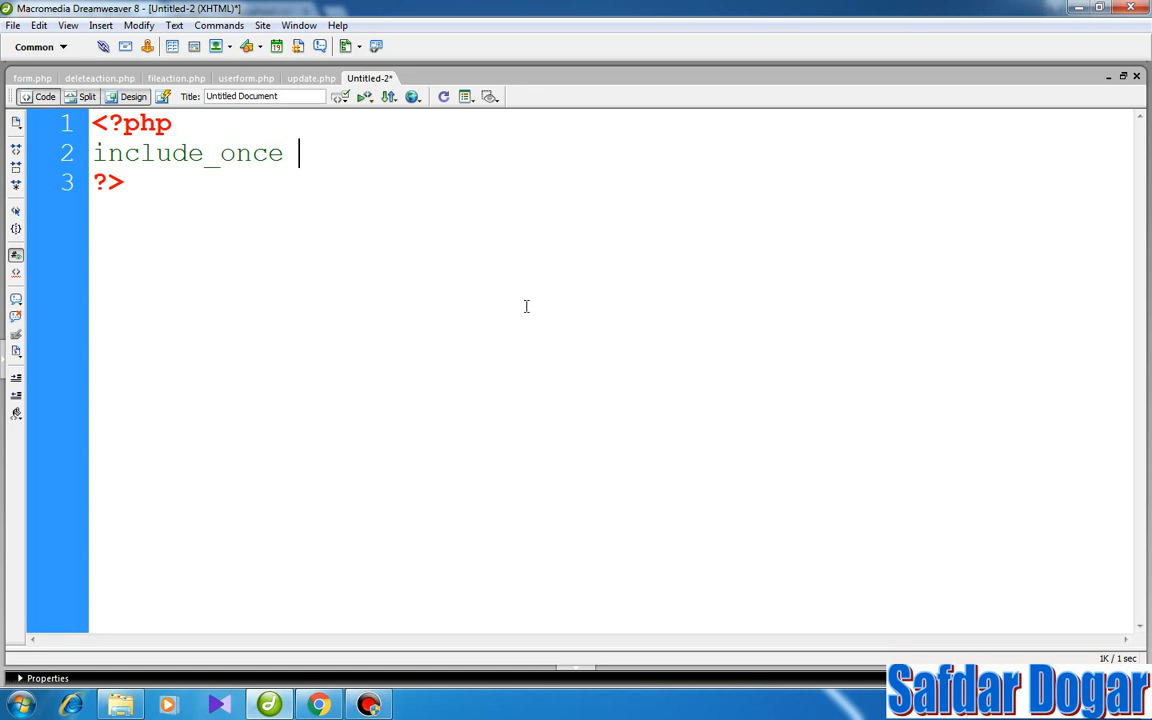 Macromedia Dreamweaver 8 - [Untitled-2 (XHTML)*]
File Edit View Insert Modify Text Commands Site Window Help
Common
form.php deleteaction.php fileaction.php userform.php update.php Untitled-2*
Code Split Design Title: Untitled Document
1 <?php
2 include_once
3 ?>
1K / 1 sec
Properties
Safdar Dogar